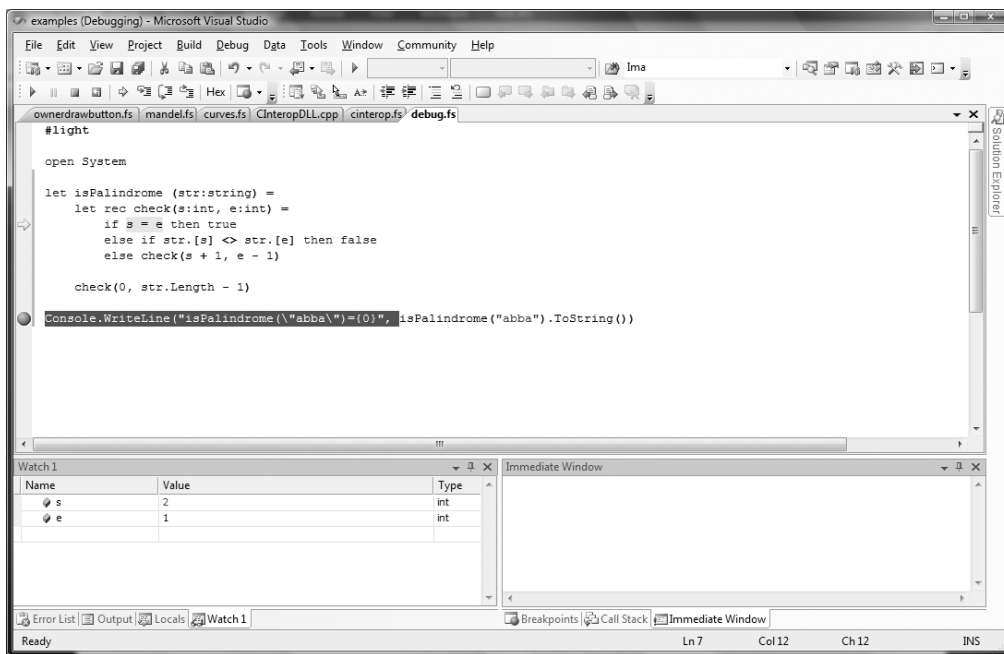 examples (Debugging) - Microsoft Visual Studio
File Edit View Project Build Debug Data Tools Window Community Help
Ima
Hex
ownerdrawbutton.fs mandel.fs curves.fs CInteropDLL.cpp cinterop.fs debug.fs
Solution Explorer
#light
open System
let isPalindrome (str:string) =
let rec check(s:int, e:int) =
if s = e then true
else if str.[s] <> str.[e] then false
else check(s + 1, e - 1)
check(0, str.Length - 1)
Console.WriteLine("isPalindrome(\"abba\")={0}", isPalindrome("abba").ToString())
Watch 1
Name Value Type
s 2 int
e 1 int
Immediate Window
Error List Output Locals Watch 1
Breakpoints Call Stack Immediate Window
Ready Ln 7 Col 12 Ch 12 INS